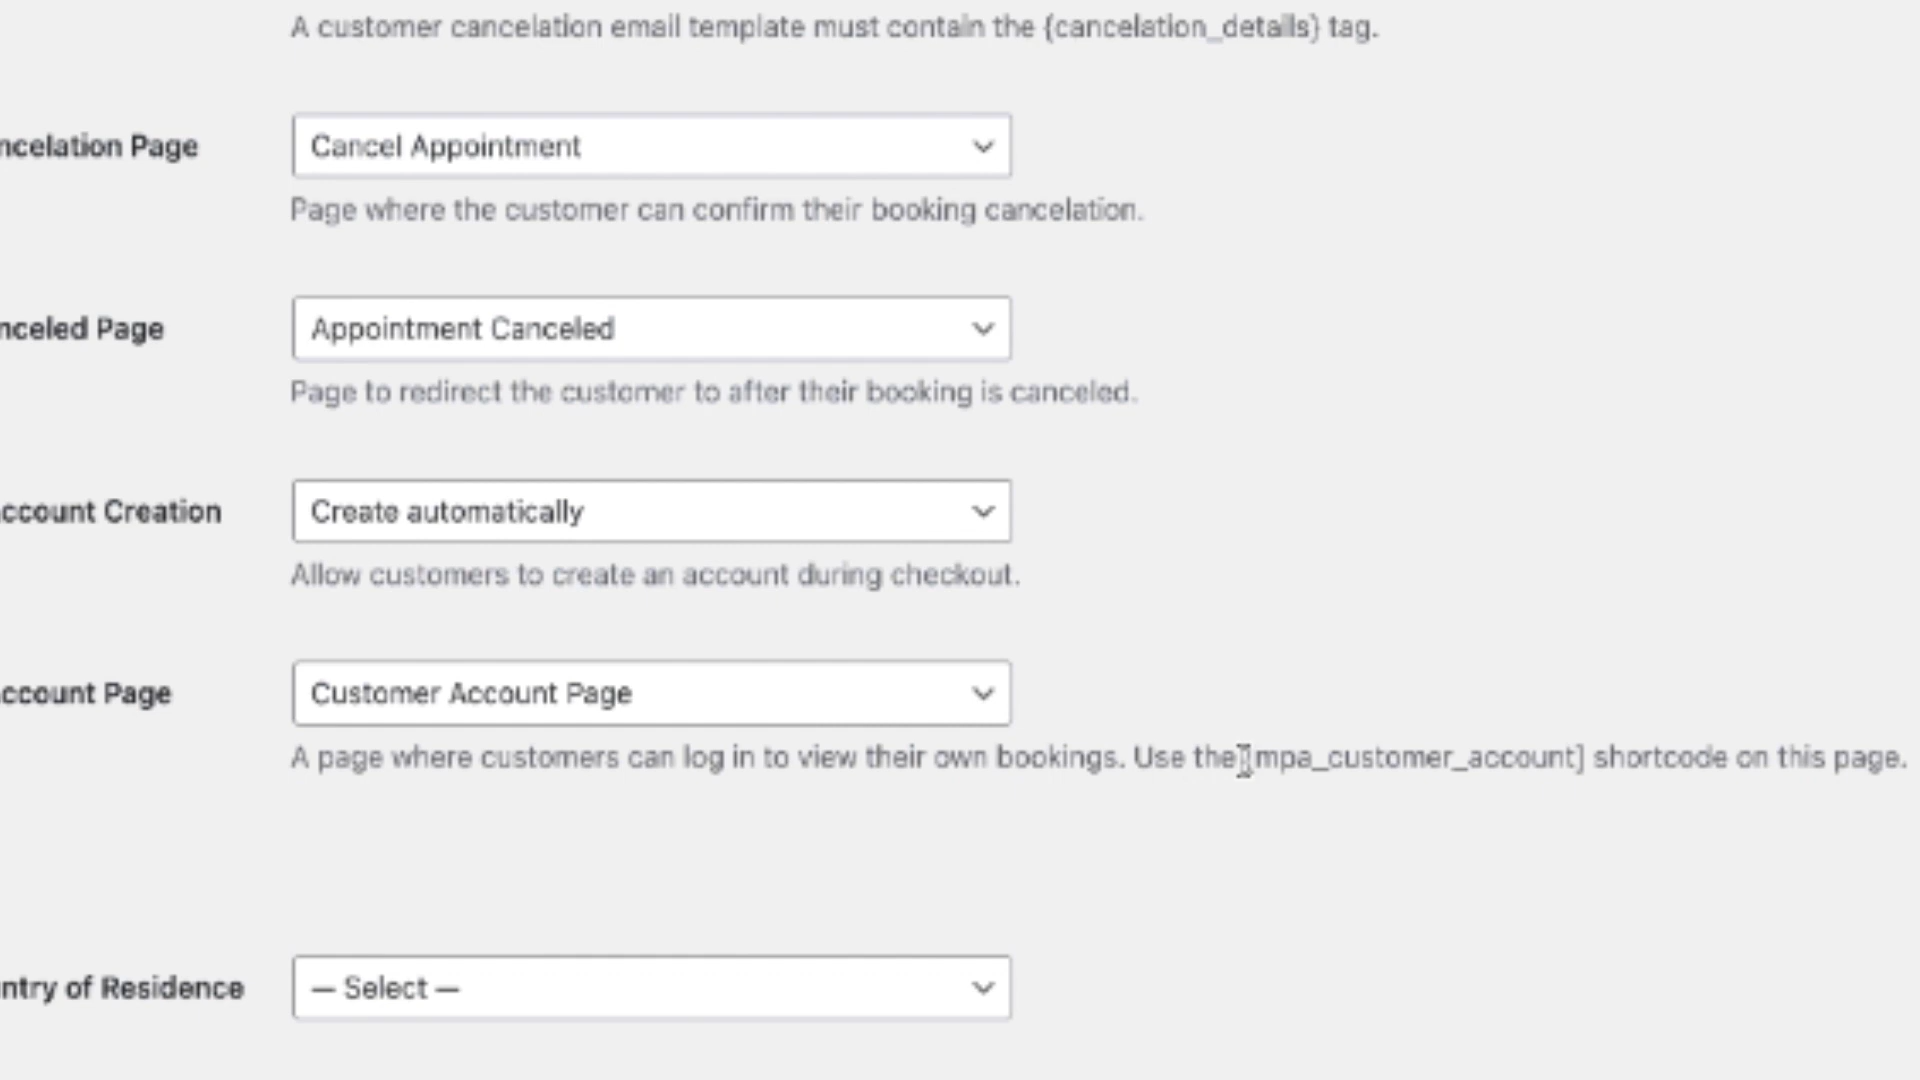 A customer cancelation email template must contain the {cancelation_details} tag.
ncelation Page
Cancel Appointment
Page where the customer can confirm their booking cancelation.
nceled Page
Appointment Canceled
Page to redirect the customer to after their booking is canceled.
ccount Creation
Create automatically
Allow customers to create an account during checkout.
ccount Page
Customer Account Page
A page where customers can log in to view their own bookings. Use the [mpa_customer_account] shortcode on this page.
ntry of Residence
— Select —